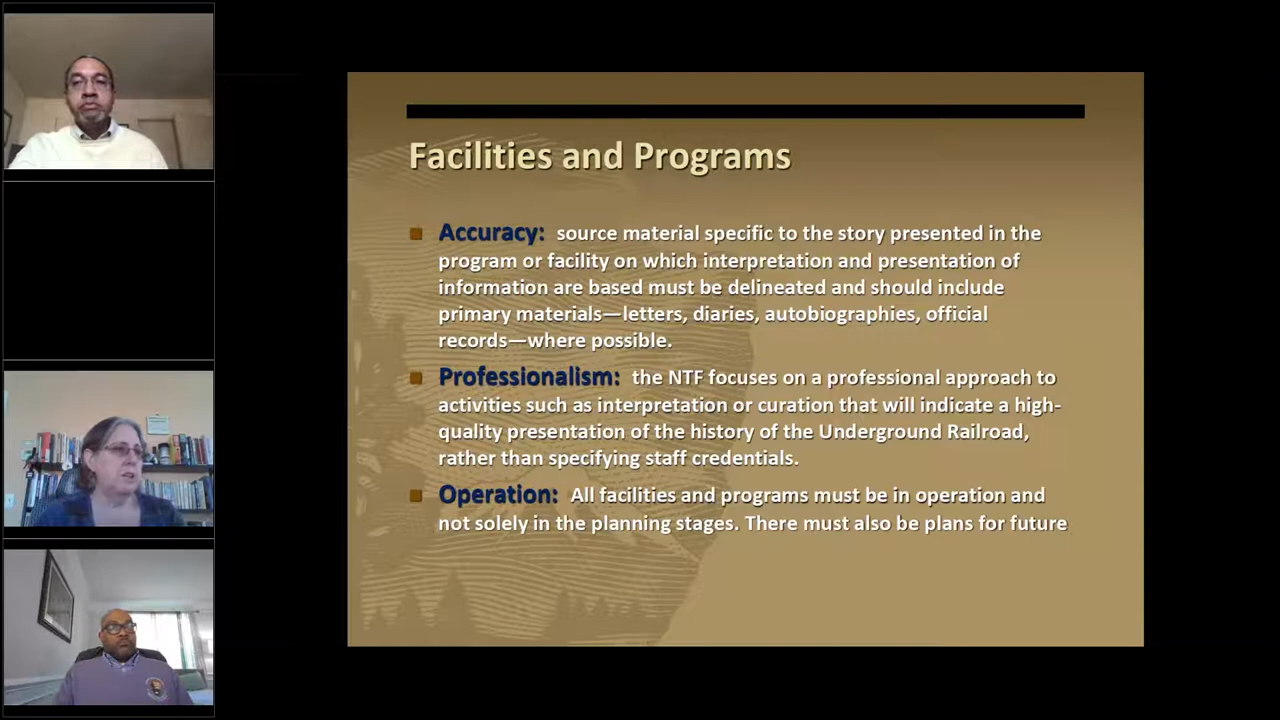 Facilities and Programs
Accuracy: source material specific to the story presented in the
program or facility on which interpretation and presentation of
information are based must be delineated and should include
primary materials—letters, diaries, autobiographies, official
records—where possible.
Professionalism: the NTF focuses on a professional approach to
activities such as interpretation or curation that will indicate a high-
quality presentation of the history of the Underground Railroad,
rather than specifying staff credentials.
Operation: All facilities and programs must be in operation and
not solely in the planning stages. There must also be plans for future